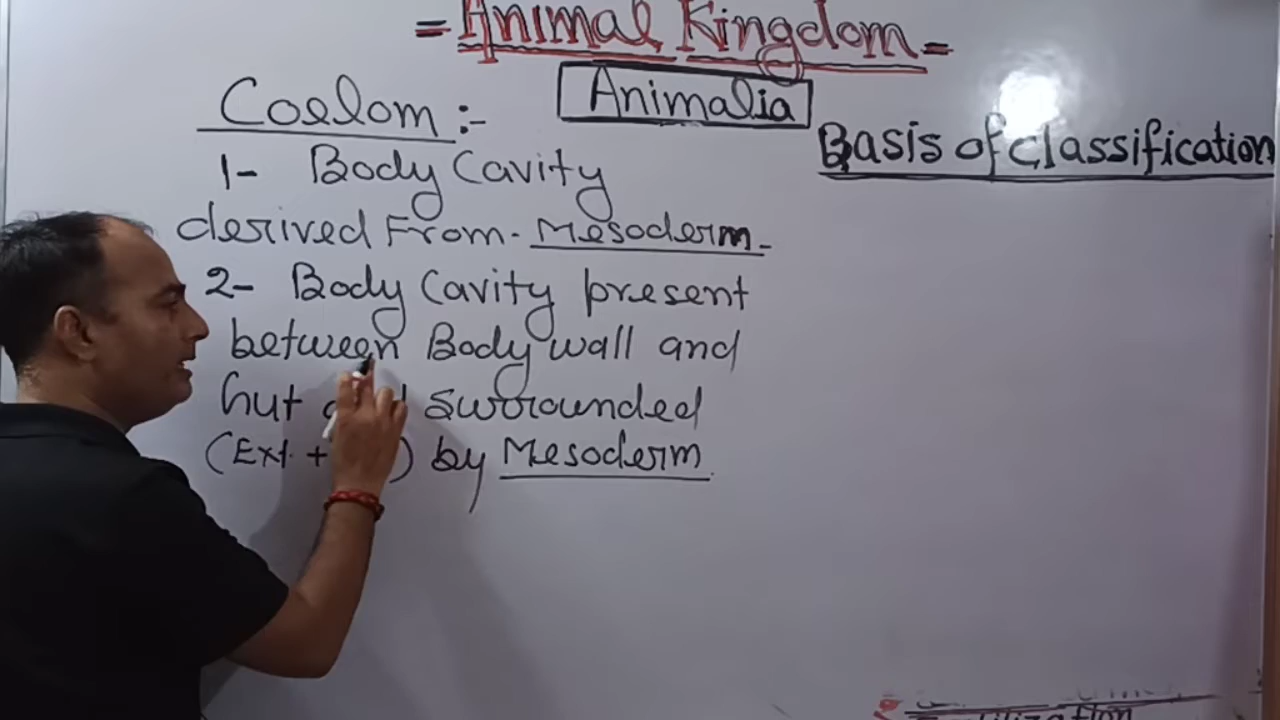 = Animal Kingdom =
Animalia
Basis of classification
Coelom :-
1- Body Cavity
derived From. Mesoderm -
2- Body Cavity present
between Body wall and
Gut surrounded
(Ext. + ) by Mesoderm.